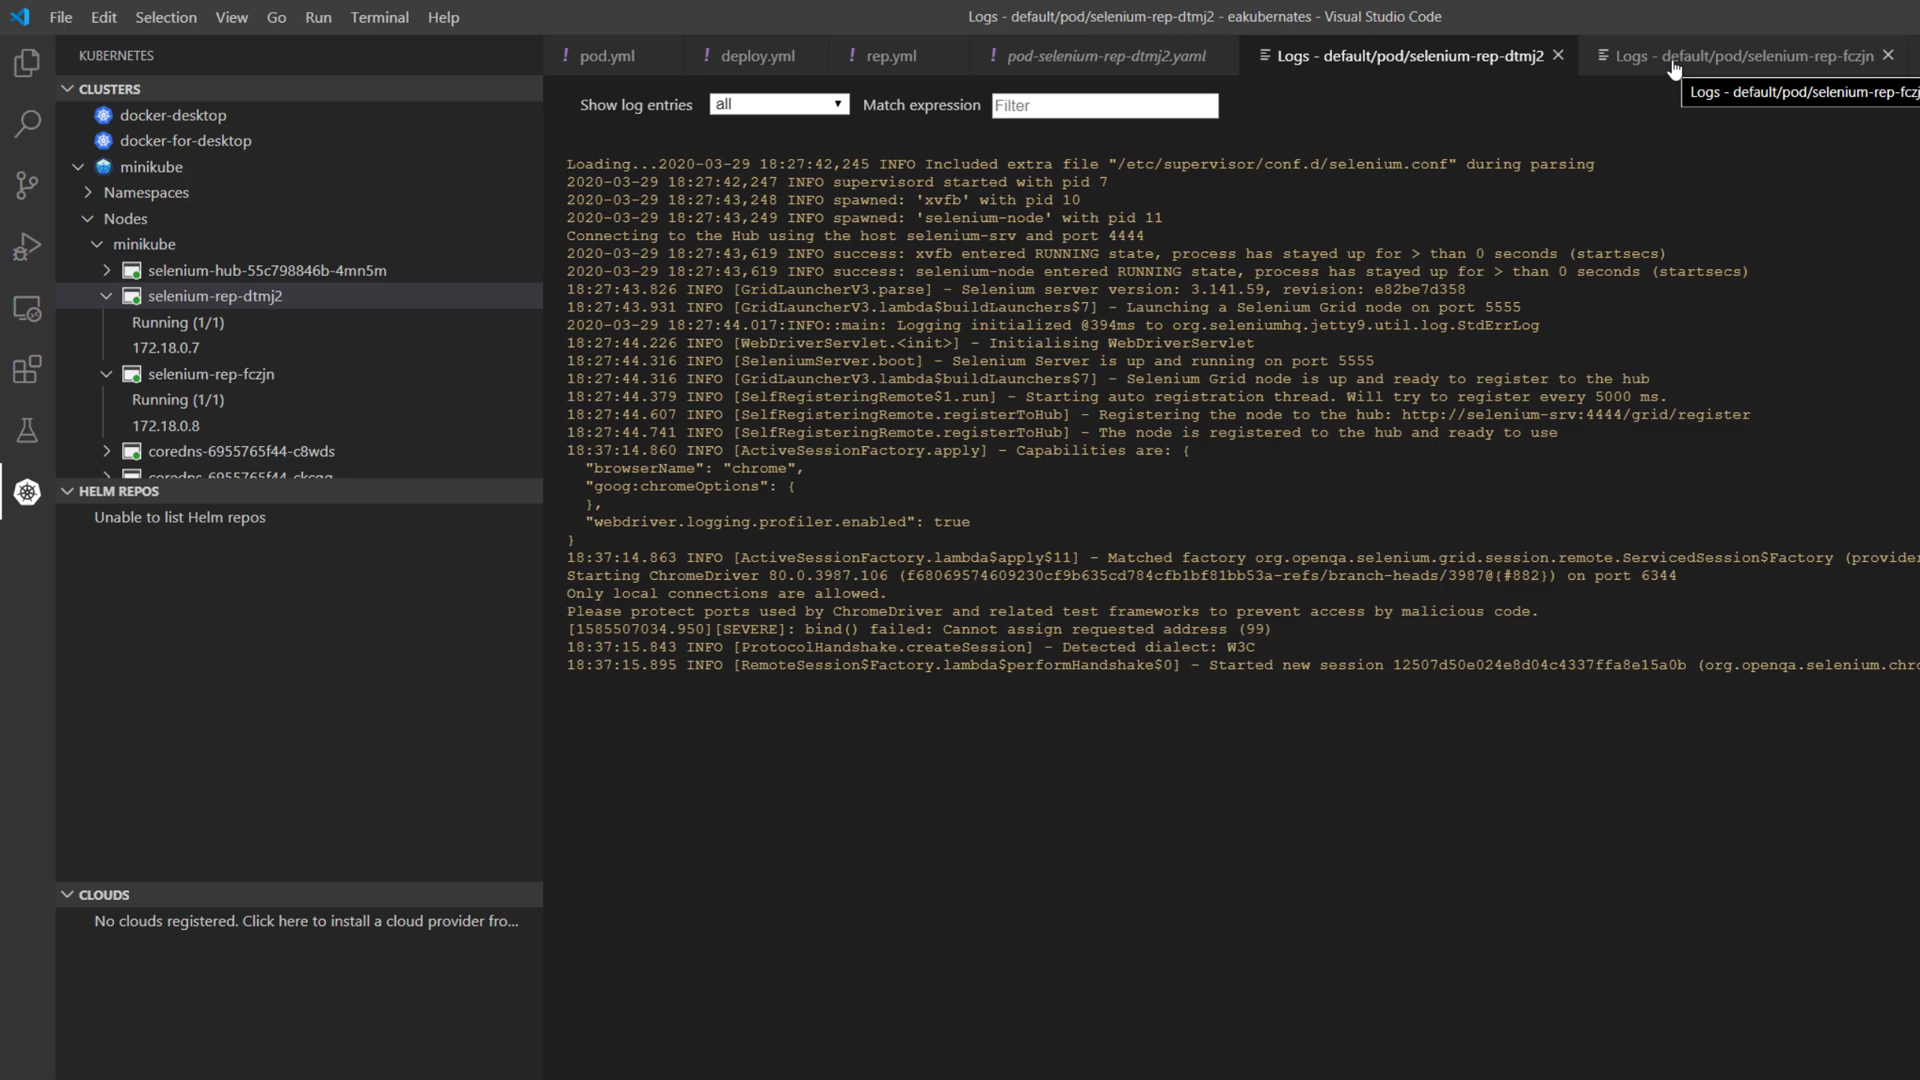 File Edit Selection View Go Run Terminal Help
Logs - default/pod/selenium-rep-dtmj2 - eakubernates - Visual Studio Code
KUBERNETES
CLUSTERS
docker-desktop
docker-for-desktop
minikube
Namespaces
Nodes
minikube
selenium-hub-55c798846b-4mn5m
selenium-rep-dtmj2
Running (1/1)
172.18.0.7
selenium-rep-fczjn
Running (1/1)
172.18.0.8
coredns-6955765f44-c8wds
coredns-6955765f44-ckcqq
HELM REPOS
Unable to list Helm repos
CLOUDS
No clouds registered. Click here to install a cloud provider fro...
! pod.yml
! deploy.yml
! rep.yml
! pod-selenium-rep-dtmj2.yaml
Logs - default/pod/selenium-rep-dtmj2
Logs - default/pod/selenium-rep-fczjn
Logs - default/pod/selenium-rep-fczj
Show log entries all Match expression Filter
Loading...2020-03-29 18:27:42,245 INFO Included extra file "/etc/supervisor/conf.d/selenium.conf" during parsing
2020-03-29 18:27:42,247 INFO supervisord started with pid 7
2020-03-29 18:27:43,248 INFO spawned: 'xvfb' with pid 10
2020-03-29 18:27:43,249 INFO spawned: 'selenium-node' with pid 11
Connecting to the Hub using the host selenium-srv and port 4444
2020-03-29 18:27:43,619 INFO success: xvfb entered RUNNING state, process has stayed up for > than 0 seconds (startsecs)
2020-03-29 18:27:43,619 INFO success: selenium-node entered RUNNING state, process has stayed up for > than 0 seconds (startsecs)
18:27:43.826 INFO [GridLauncherV3.parse] - Selenium server version: 3.141.59, revision: e82be7d358
18:27:43.931 INFO [GridLauncherV3.lambda$buildLaunchers$7] - Launching a Selenium Grid node on port 5555
2020-03-29 18:27:44.017:INFO::main: Logging initialized @394ms to org.seleniumhq.jetty9.util.log.StdErrLog
18:27:44.226 INFO [WebDriverServlet.<init>] - Initialising WebDriverServlet
18:27:44.316 INFO [SeleniumServer.boot] - Selenium Server is up and running on port 5555
18:27:44.316 INFO [GridLauncherV3.lambda$buildLaunchers$7] - Selenium Grid node is up and ready to register to the hub
18:27:44.379 INFO [SelfRegisteringRemote$1.run] - Starting auto registration thread. Will try to register every 5000 ms.
18:27:44.607 INFO [SelfRegisteringRemote.registerToHub] - Registering the node to the hub: http://selenium-srv:4444/grid/register
18:27:44.741 INFO [SelfRegisteringRemote.registerToHub] - The node is registered to the hub and ready to use
18:37:14.860 INFO [ActiveSessionFactory.apply] - Capabilities are: {
"browserName": "chrome",
"goog:chromeOptions": {
},
"webdriver.logging.profiler.enabled": true
}
18:37:14.863 INFO [ActiveSessionFactory.lambda$apply$11] - Matched factory org.openqa.selenium.grid.session.remote.ServicedSession$Factory (provider
Starting ChromeDriver 80.0.3987.106 (f68069574609230cf9b635cd784cfb1bf81bb53a-refs/branch-heads/3987@{#882}) on port 6344
Only local connections are allowed.
Please protect ports used by ChromeDriver and related test frameworks to prevent access by malicious code.
[1585507034.950][SEVERE]: bind() failed: Cannot assign requested address (99)
18:37:15.843 INFO [ProtocolHandshake.createSession] - Detected dialect: W3C
18:37:15.895 INFO [RemoteSession$Factory.lambda$performHandshake$0] - Started new session 12507d50e024e8d04c4337ffa8e15a0b (org.openqa.selenium.chro